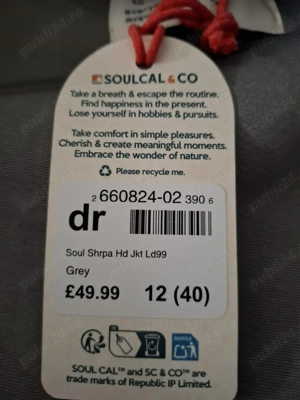 SOULCAL & CO
Take a breath & escape the routine.
Find happiness in the present.
Lose yourself in hobbies & pursuits.
Take comfort in simple pleasures.
Cherish & create meaningful moments.
Embrace the wonder of nature.
Please recycle me.
2 660824-02 390 6
dr
Soul Shrpa Hd Jkt Ld99
Grey
£49.99 12 (40)
SOUL CAL™ and SC & CO™ are
trade marks of Republic IP Limited.